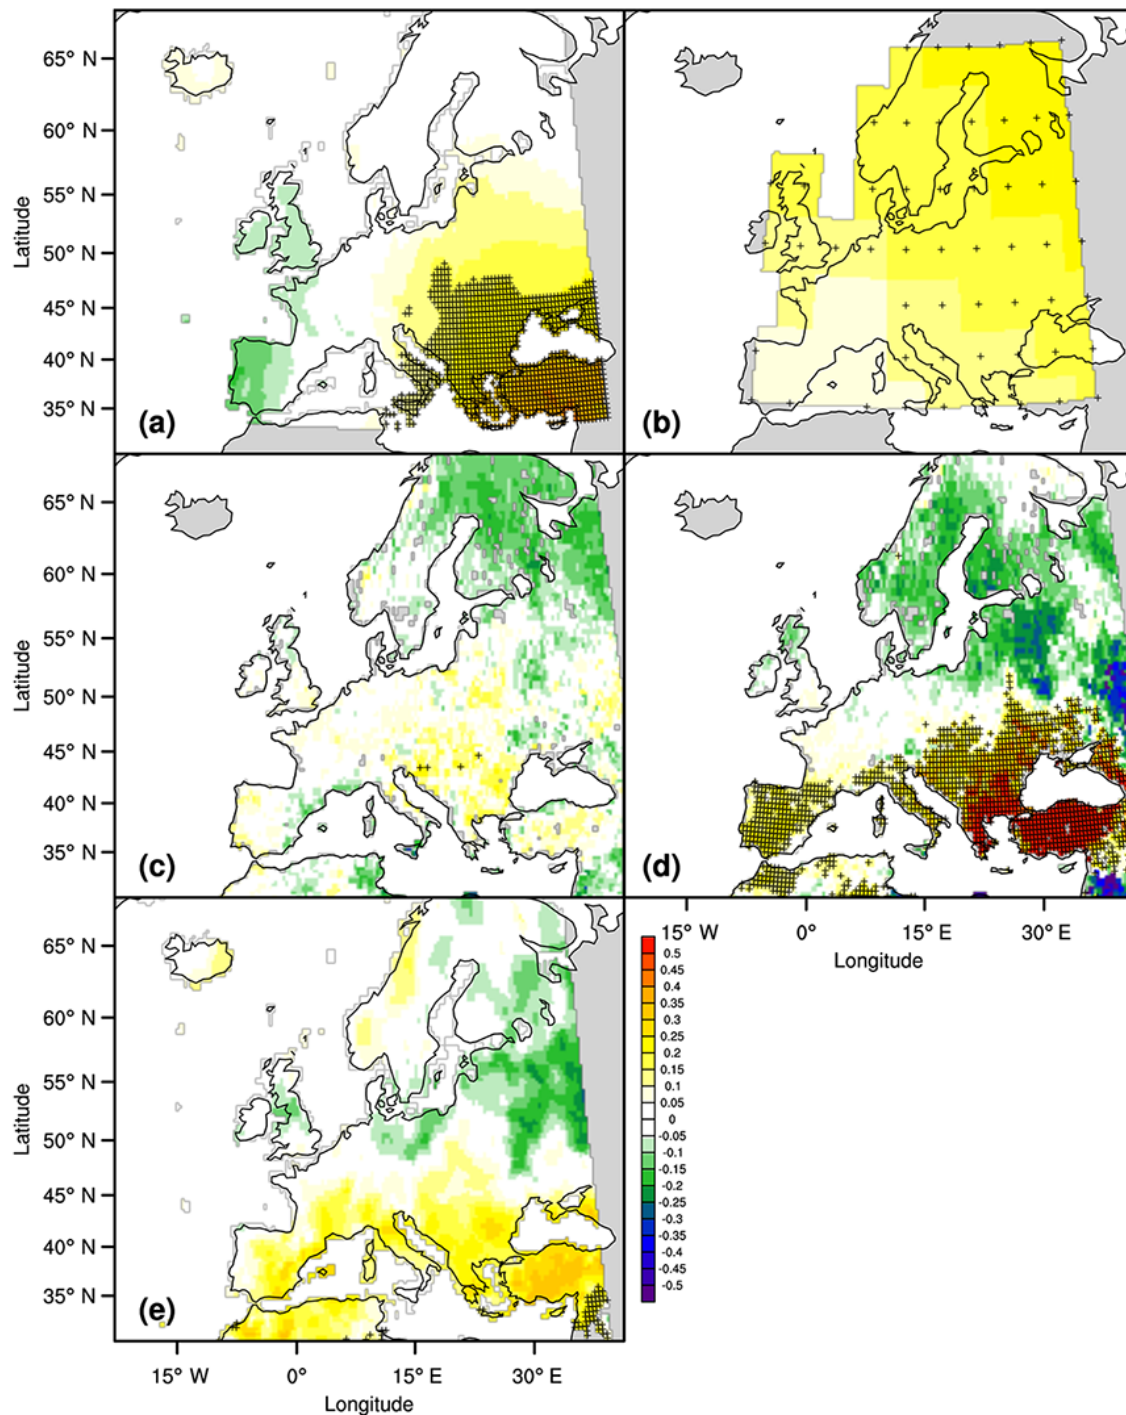 65° N
60° N
55° N
50° N
45° N
40° N
35° N
Latitude
(a)
(b)
65° N
60° N
55° N
50° N
45° N
40° N
35° N
Latitude
(c)
(d)
15° W 0° 15° E 30° E
Longitude
65° N
60° N
55° N
50° N
45° N
40° N
35° N
Latitude
(e)
15° W 0° 15° E 30° E
Longitude
0.5
0.45
0.4
0.35
0.3
0.25
0.2
0.15
0.1
0.05
0
-0.05
-0.1
-0.15
-0.2
-0.25
-0.3
-0.35
-0.4
-0.45
-0.5